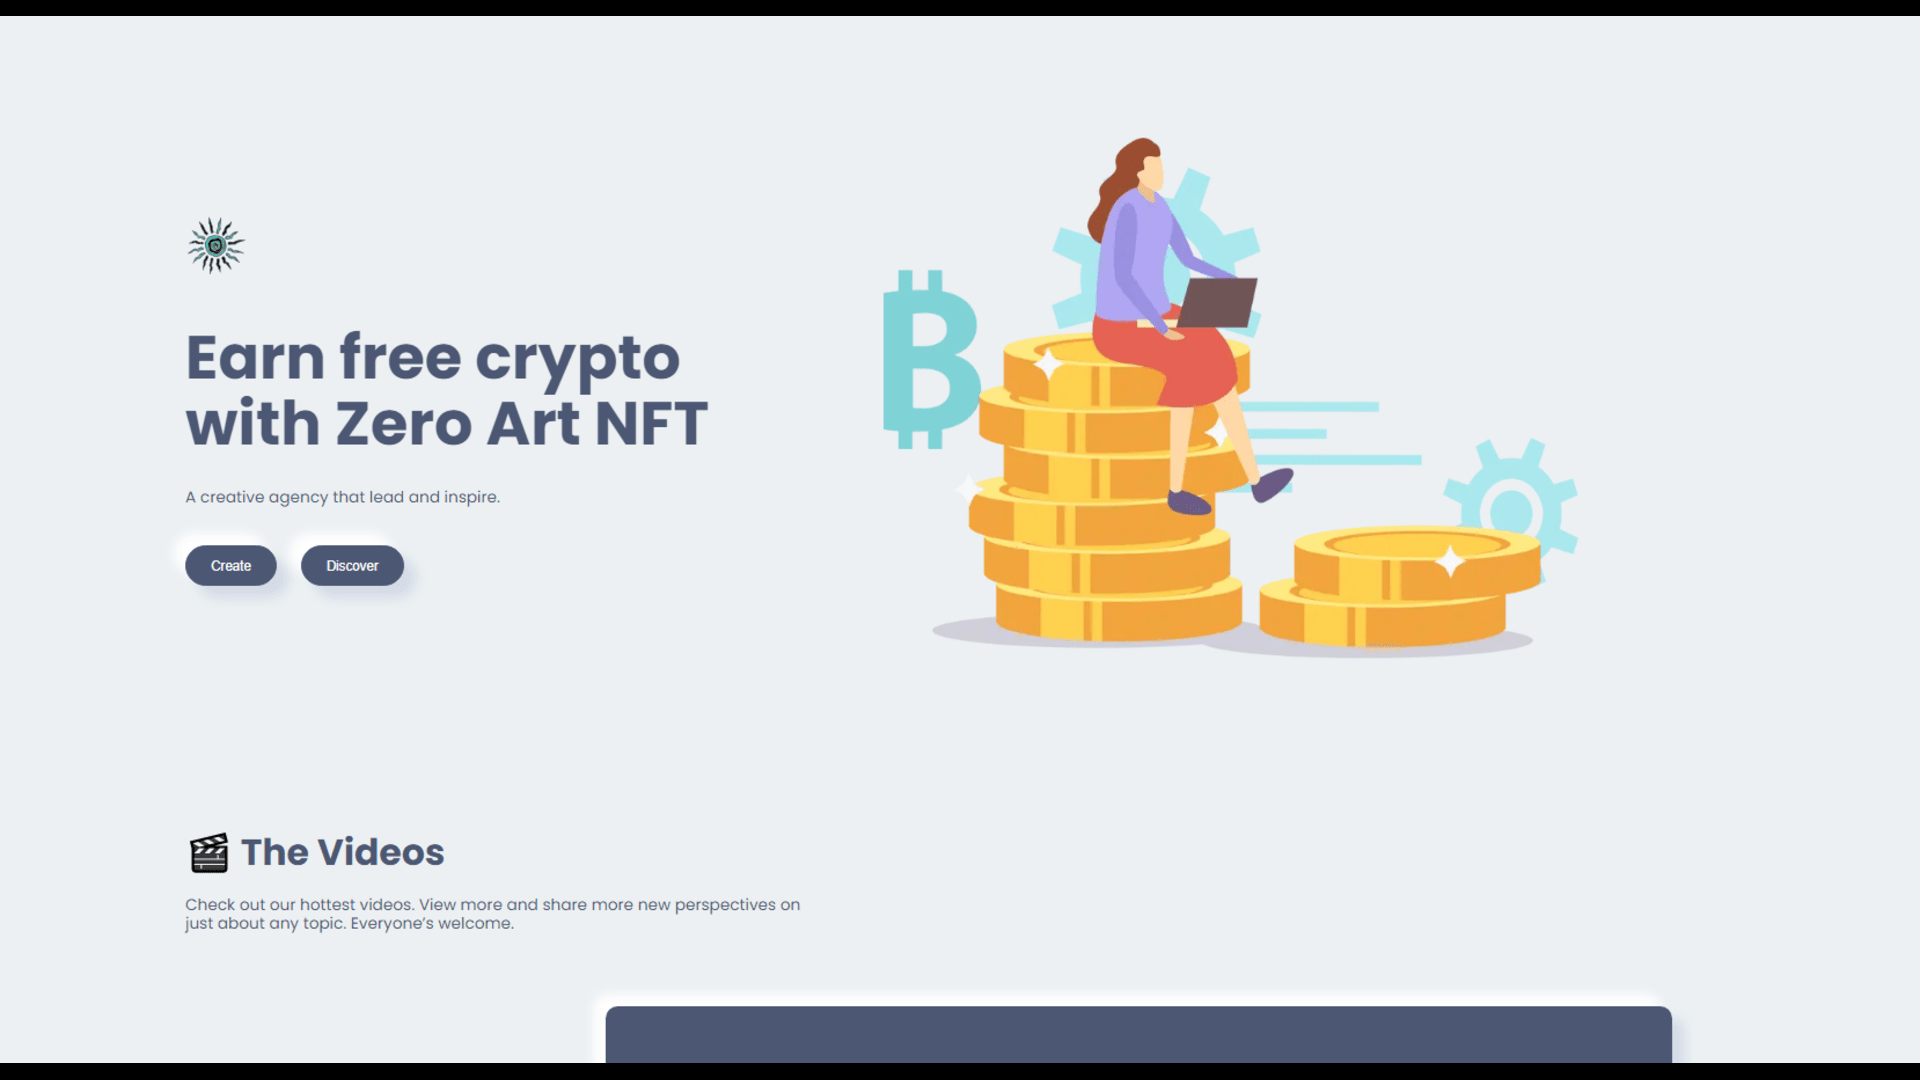 Earn free crypto
with Zero Art NFT
A creative agency that lead and inspire.
Create
Discover
The Videos
Check out our hottest videos. View more and share more new perspectives on
just about any topic. Everyone’s welcome.